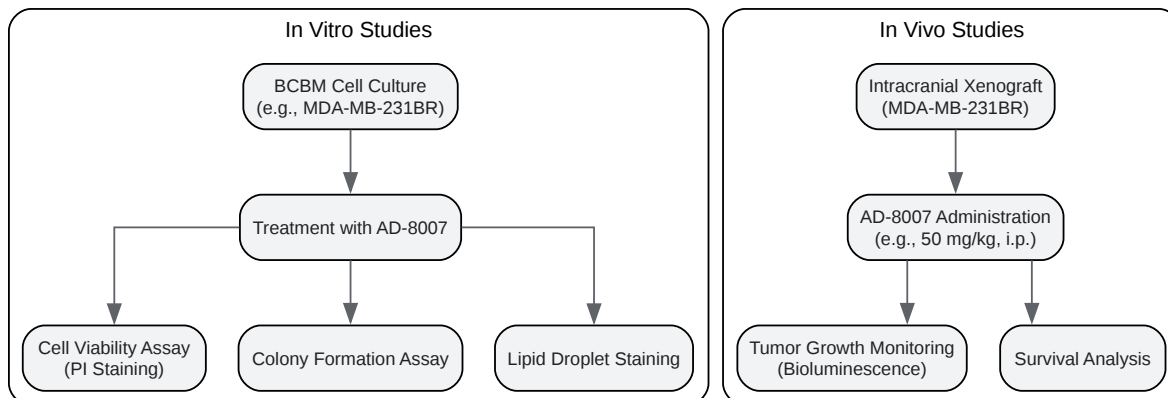 In Vitro Studies
BCBM Cell Culture
(e.g., MDA-MB-231BR)
Treatment with AD-8007
Cell Viability Assay
(PI Staining)
Colony Formation Assay
Lipid Droplet Staining
In Vivo Studies
Intracranial Xenograft
(MDA-MB-231BR)
AD-8007 Administration
(e.g., 50 mg/kg, i.p.)
Tumor Growth Monitoring
(Bioluminescence)
Survival Analysis